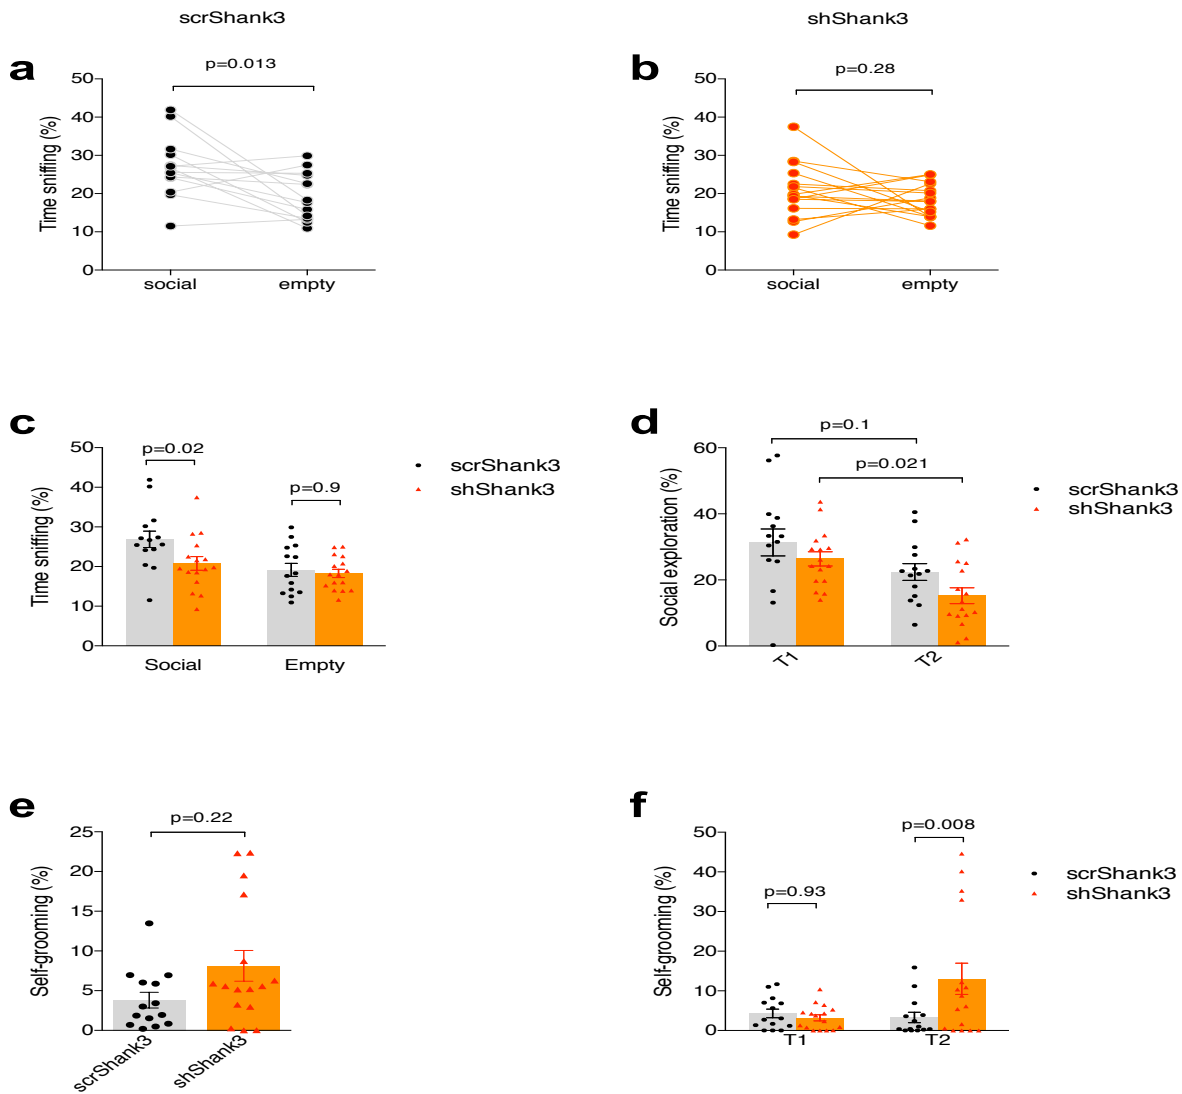 scrShank3
shShank3
a
p=0.013
50
40
30
20
10
0
Time sniffing (%)
social
empty
b
p=0.28
50
40
30
20
10
0
Time sniffing (%)
social
empty
c
p=0.02
p=0.9
50
40
30
20
10
0
Time sniffing (%)
Social
Empty
scrShank3
shShank3
d
p=0.1
p=0.021
60
40
20
0
Social exploration (%)
T1
T2
scrShank3
shShank3
e
p=0.22
25
20
15
10
5
0
Self-grooming (%)
scrShank3
shShank3
f
p=0.008
p=0.93
50
40
30
20
10
0
Self-grooming (%)
T1
T2
scrShank3
shShank3